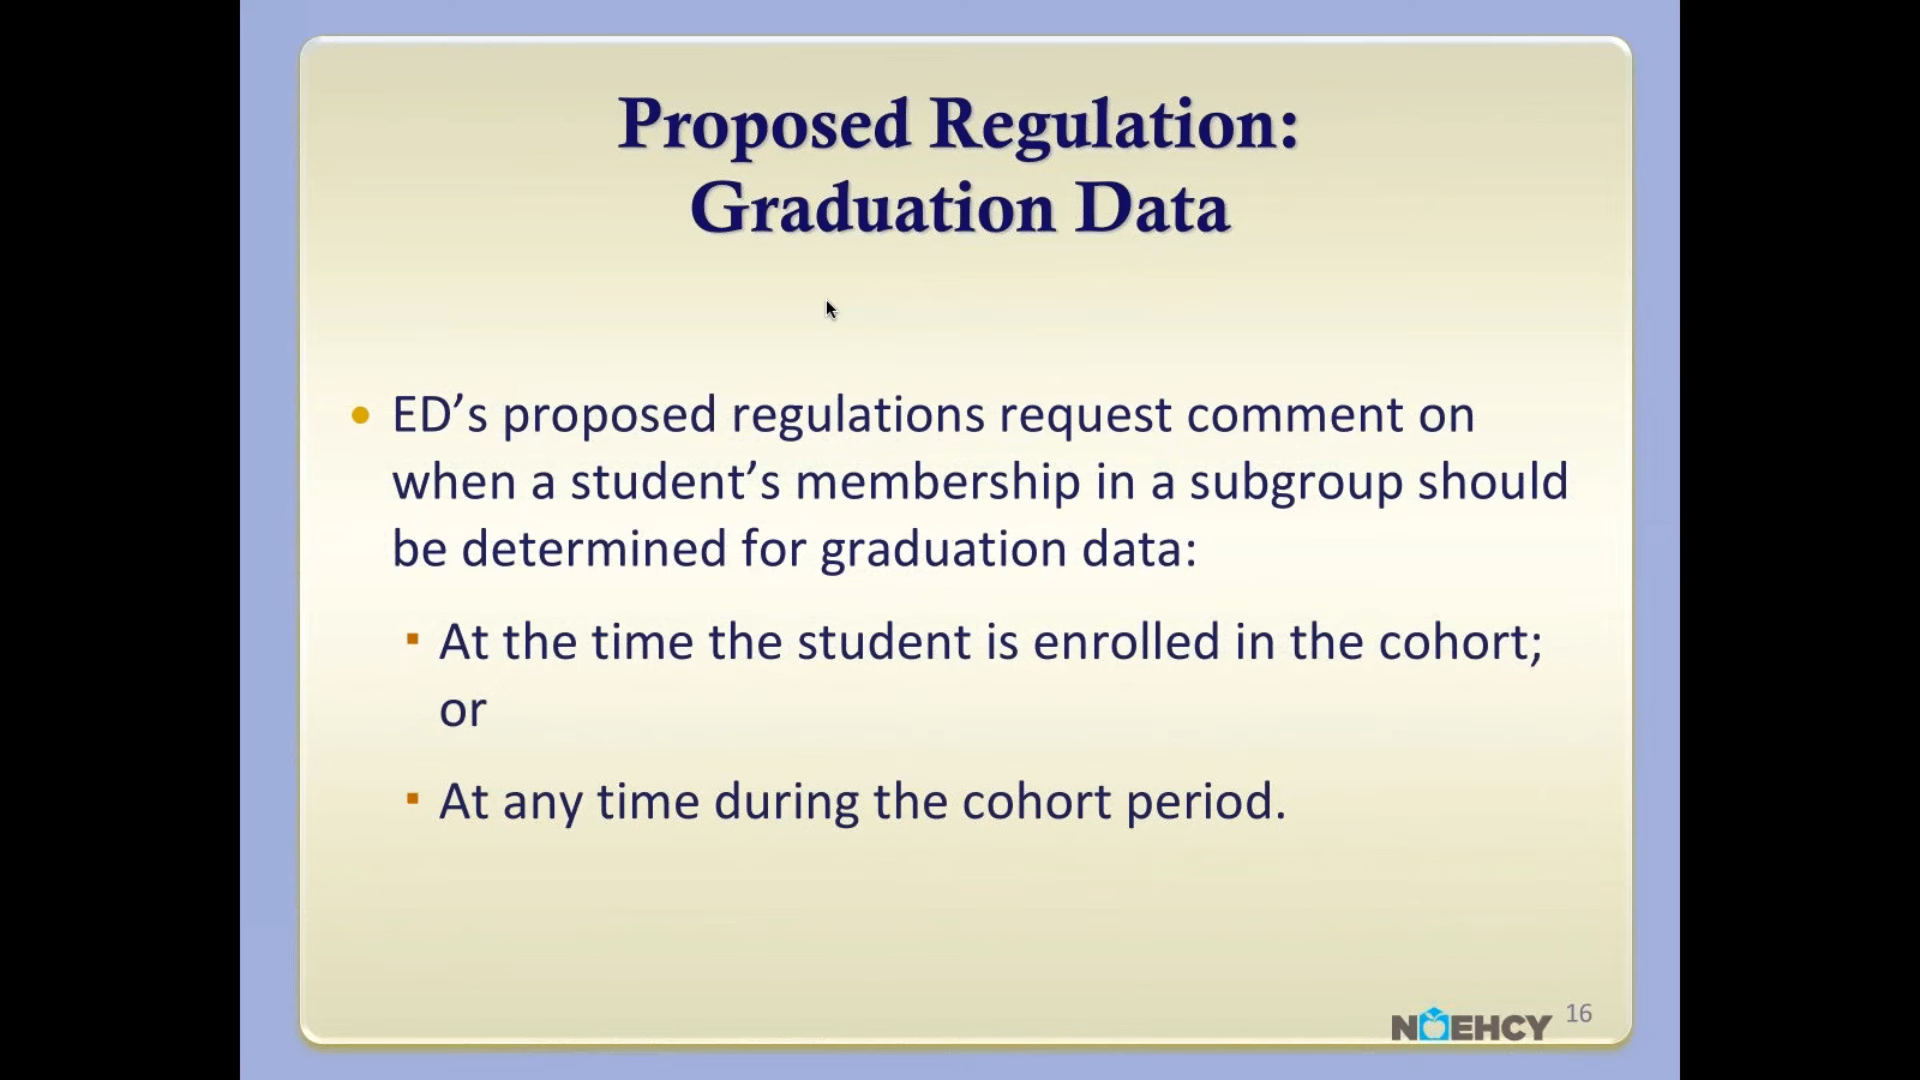 Proposed Regulation:
Graduation Data
• ED’s proposed regulations request comment on
when a student’s membership in a subgroup should
be determined for graduation data:
▪ At the time the student is enrolled in the cohort;
or
▪ At any time during the cohort period.
NAEHCY 16